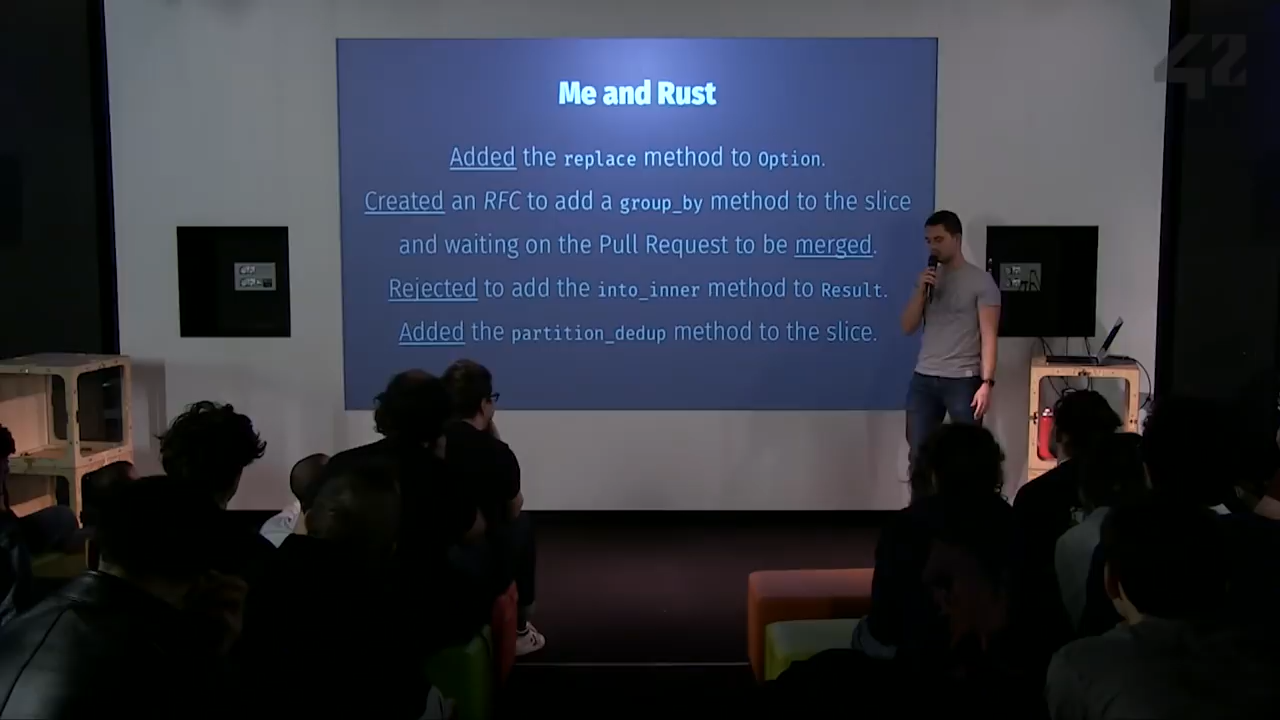 42
Me and Rust
Added the replace method to Option.
Created an RFC to add a group_by method to the slice
and waiting on the Pull Request to be merged.
Rejected to add the into_inner method to Result.
Added the partition_dedup method to the slice.